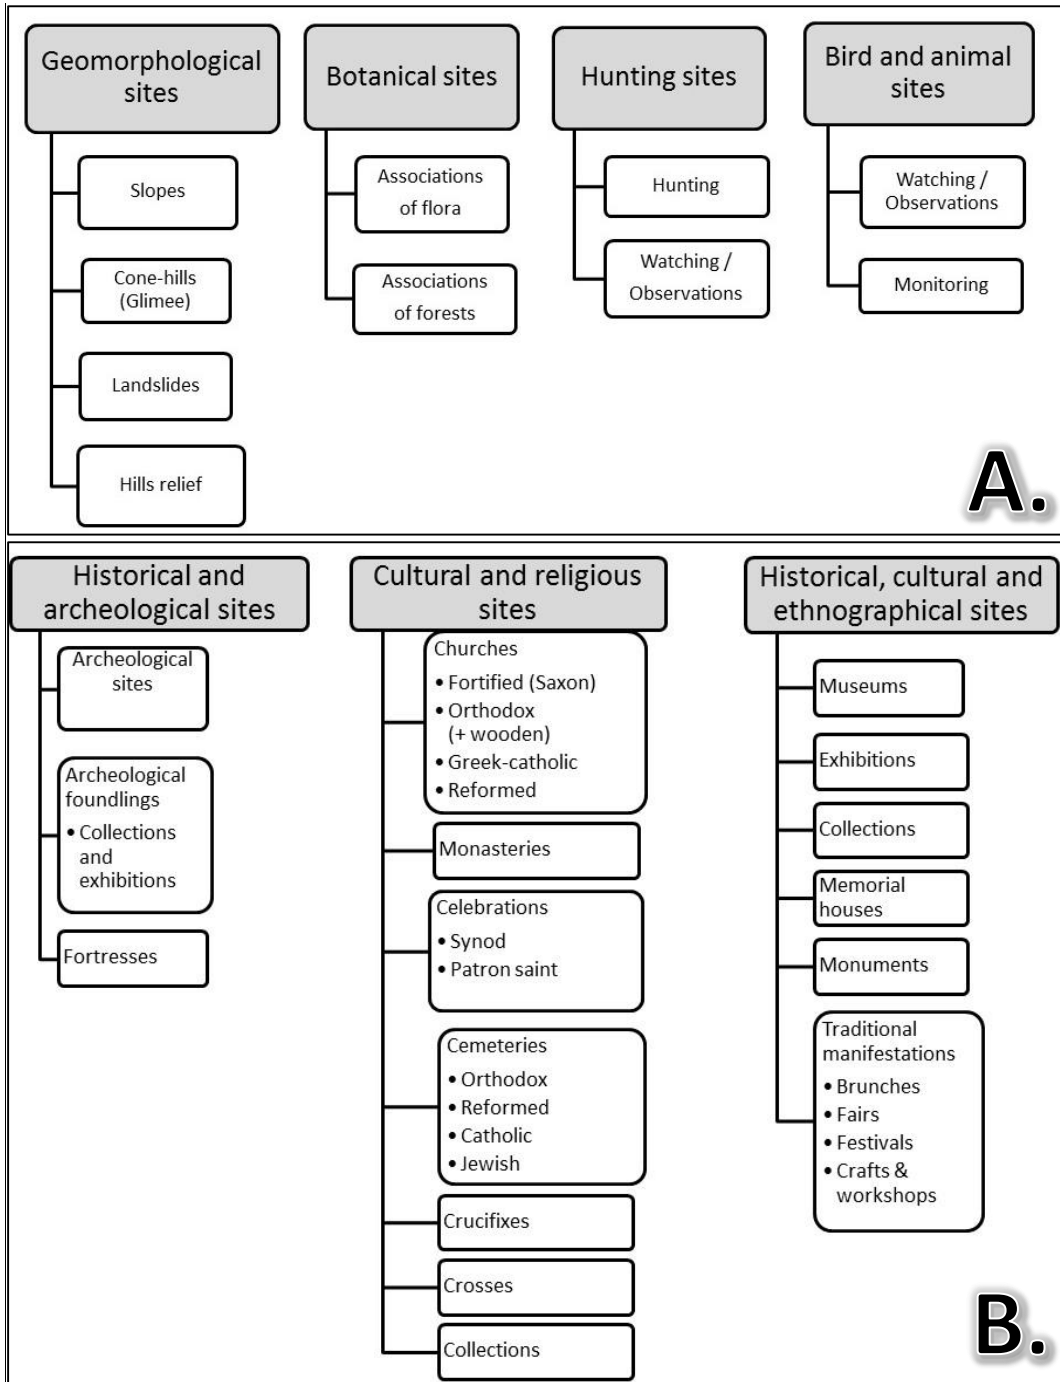 Geomorphological
sites
Slopes
Cone-hills
(Glimee)
Landslides
Hills relief
Botanical sites
Associations
of flora
Associations
of forests
Hunting sites
Hunting
Watching /
Observations
Bird and animal
sites
Watching /
Observations
Monitoring
A.
Historical and
archeological sites
Archeological
sites
Archeological
foundlings
• Collections
and
exhibitions
Fortresses
Cultural and religious
sites
Churches
• Fortified (Saxon)
• Orthodox
(+ wooden)
• Greek-catholic
• Reformed
Monasteries
Celebrations
• Synod
• Patron saint
Cemeteries
• Orthodox
• Reformed
• Catholic
• Jewish
Crucifixes
Crosses
Collections
Historical, cultural and
ethnographical sites
Museums
Exhibitions
Collections
Memorial
houses
Monuments
Traditional
manifestations
• Brunches
• Fairs
• Festivals
• Crafts &
workshops
B.